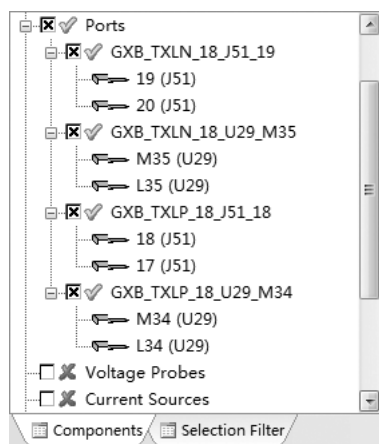 Ports
GXB_TXLN_18_J51_19
19 (J51)
20 (J51)
GXB_TXLN_18_U29_M35
M35 (U29)
L35 (U29)
GXB_TXLP_18_J51_18
18 (J51)
17 (J51)
GXB_TXLP_18_U29_M34
M34 (U29)
L34 (U29)
Voltage Probes
Current Sources
Components Selection Filter